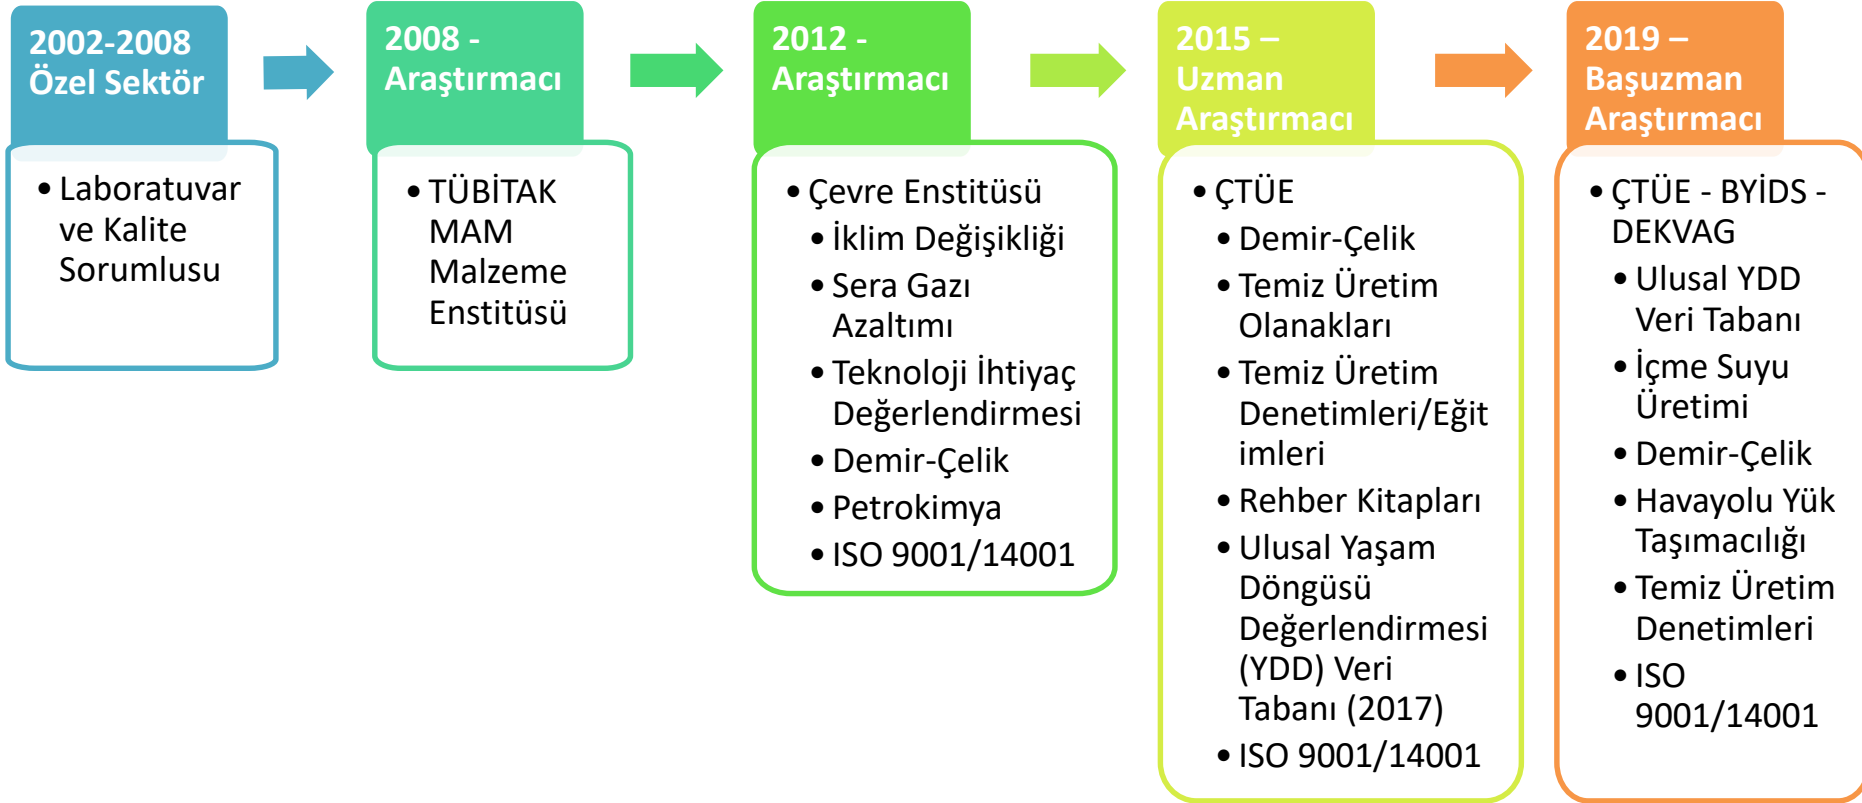 2002-2008
Özel Sektör
• Laboratuvar
ve Kalite
Sorumlusu
2008 -
Araştırmacı
• TÜBİTAK
MAM
Malzeme
Enstitüsü
2012 -
Araştırmacı
• Çevre Enstitüsü
• İklim Değişikliği
• Sera Gazı
Azaltımı
• Teknoloji İhtiyaç
Değerlendirmesi
• Demir-Çelik
• Petrokimya
• ISO 9001/14001
2015 –
Uzman
Araştırmacı
• ÇTÜE
• Demir-Çelik
• Temiz Üretim
Olanakları
• Temiz Üretim
Denetimleri/Eğit
imleri
• Rehber Kitapları
• Ulusal Yaşam
Döngüsü
Değerlendirmesi
(YDD) Veri
Tabanı (2017)
• ISO 9001/14001
2019 –
Başuzman
Araştırmacı
• ÇTÜE - BYİDS -
DEKVAG
• Ulusal YDD
Veri Tabanı
• İçme Suyu
Üretimi
• Demir-Çelik
• Havayolu Yük
Taşımacılığı
• Temiz Üretim
Denetimleri
• ISO
9001/14001